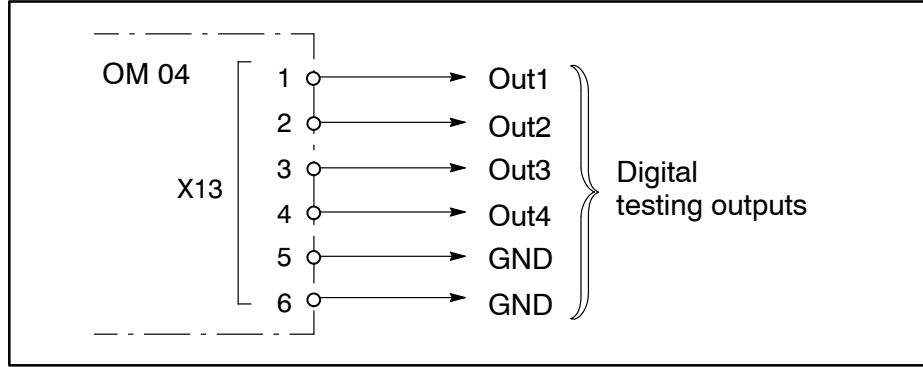 OM 04
X13
1 Out1
2 Out2
3 Out3
4 Out4
5 GND
6 GND
Digital
testing outputs